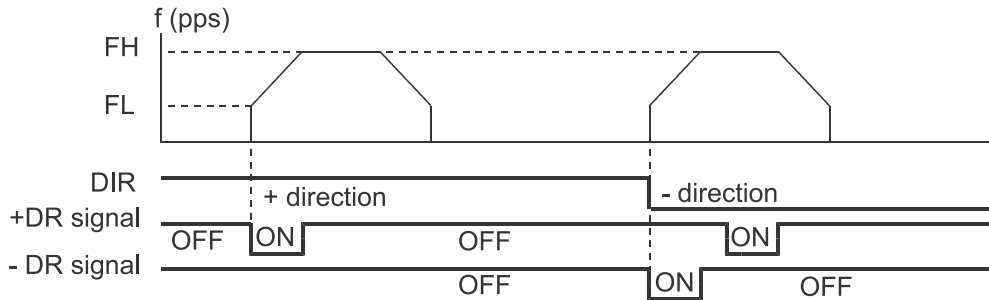 f (pps)
FH
FL
DIR
+ direction
- direction
+DR signal
OFF
ON
OFF
ON
- DR signal
OFF
ON
OFF